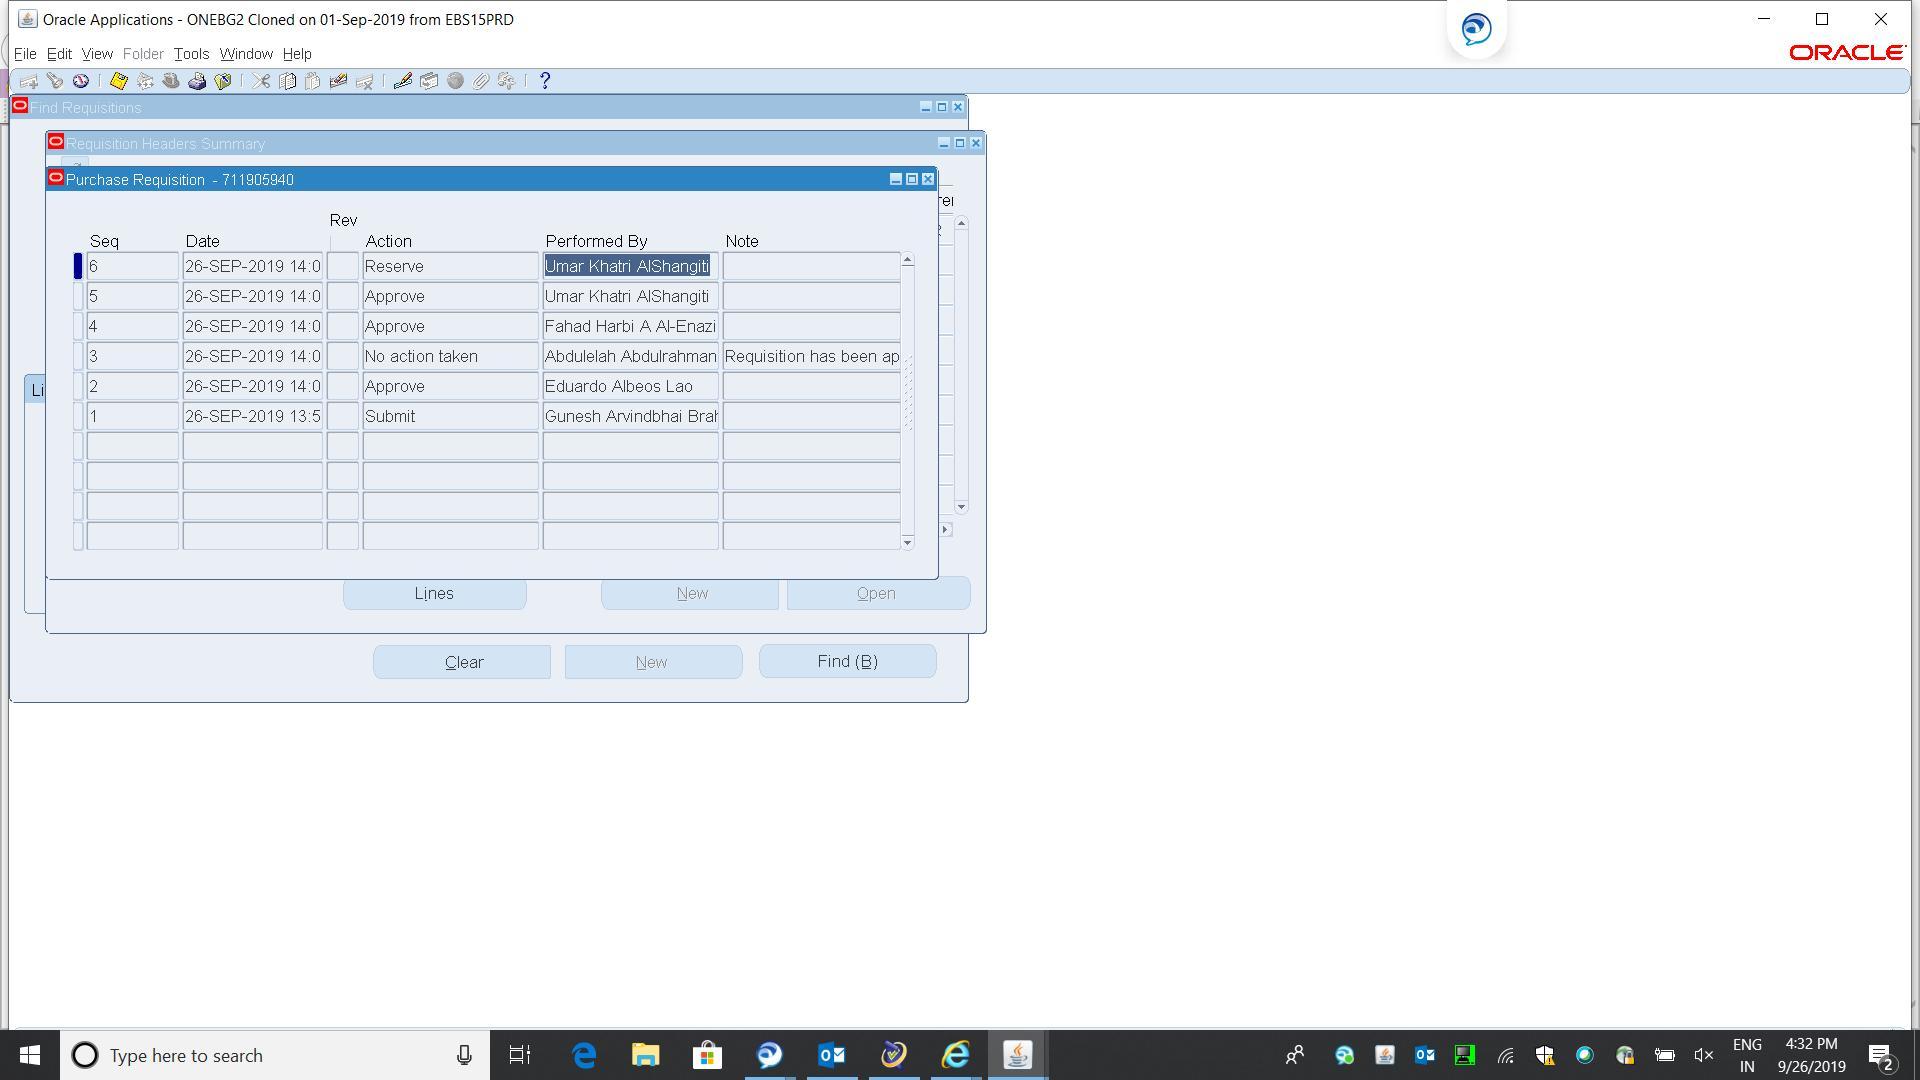 Oracle Applications - ONEBG2 Cloned on 01-Sep-2019 from EBS15PRD
File Edit View Folder Tools Window Help
ORACLE
Find Requisitions
Requisition Headers Summary
Purchase Requisition - 711905940
Rev
Seq Date Action Performed By Note
6 26-SEP-2019 14:0 Reserve Umar Khatri AlShangiti
5 26-SEP-2019 14:0 Approve Umar Khatri AlShangiti
4 26-SEP-2019 14:0 Approve Fahad Harbi A Al-Enazi
3 26-SEP-2019 14:0 No action taken Abdulelah Abdulrahman Requisition has been ap
2 26-SEP-2019 14:0 Approve Eduardo Albeos Lao
Li
1 26-SEP-2019 13:5 Submit Gunesh Arvindbhai Brah
Lines New Open
Clear New Find (B)
Type here to search
ENG
IN
4:32 PM
9/26/2019
2